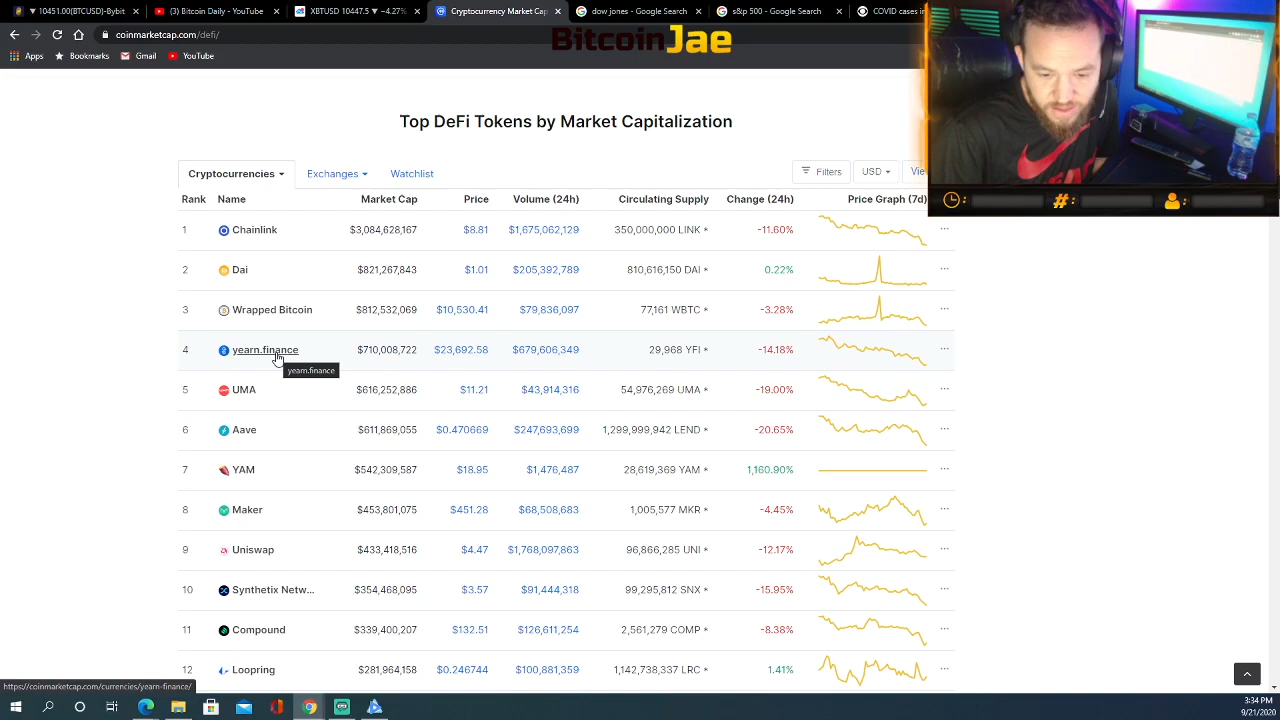 10451.00(BTCUSD)-Bybit
(3) Bitcoin Daily - YouTube
XBTUSD 10447.5 ▼ -4.27%
Cryptocurrency Market Cap
dow jones - Google Search
s&p 500 - Google Search
COVID cases in
coinmarketcap.com/defi/
BitcoinJae
Apps Bookmarks Gmail YouTube
Top DeFi Tokens by Market Capitalization
Cryptocurrencies Exchanges Watchlist Filters USD
Rank Name Market Cap Price Volume (24h) Circulating Supply Change (24h) Price Graph (7d)
1 Chainlink $3,084,628,167 $8.81 $1,675,062,129 350,000,000 LINK * -11.60%
2 Dai $821,267,843 $1.01 $205,392,789 810,616,150 DAI * 0.22%
3 Wrapped Bitcoin $812,532,069 $10,530.41 $79,836,097 77,161 WBTC * -3.28%
4 yearn.finance $710,008,722 $23,692.58 $679,606,349 29,968 YFI * -14.18%
yearn.finance
5 UMA $616,252,886 $11.21 $43,914,316 54,976,269 UMA * -19.00%
6 Aave $611,869,055 $0.470669 $247,693,699 1,299,999,942 LEND * -20.65%
7 YAM $542,309,587 $18.95 $1,476,487 28,619,369 YAM * 1,160.90%
8 Maker $453,801,075 $451.28 $68,508,683 1,005,577 MKR * -4.45%
9 Uniswap $433,418,516 $4.47 $1,768,097,863 96,866,285 UNI * -12.17%
10 Synthetix Netw... $354,468,095 $3.57 $91,444,318 99,295,812 SNX * -15.95%
11 Compound $339,400,207 $132.51 $126,611,254 2,561,279 COMP * -8.38%
12 Loopring $281,964,158 $0.246744 $100,881,359 1,142,738,337 LRC * 1.41%
https://coinmarketcap.com/currencies/yearn-finance/
3:34 PM
9/21/2020